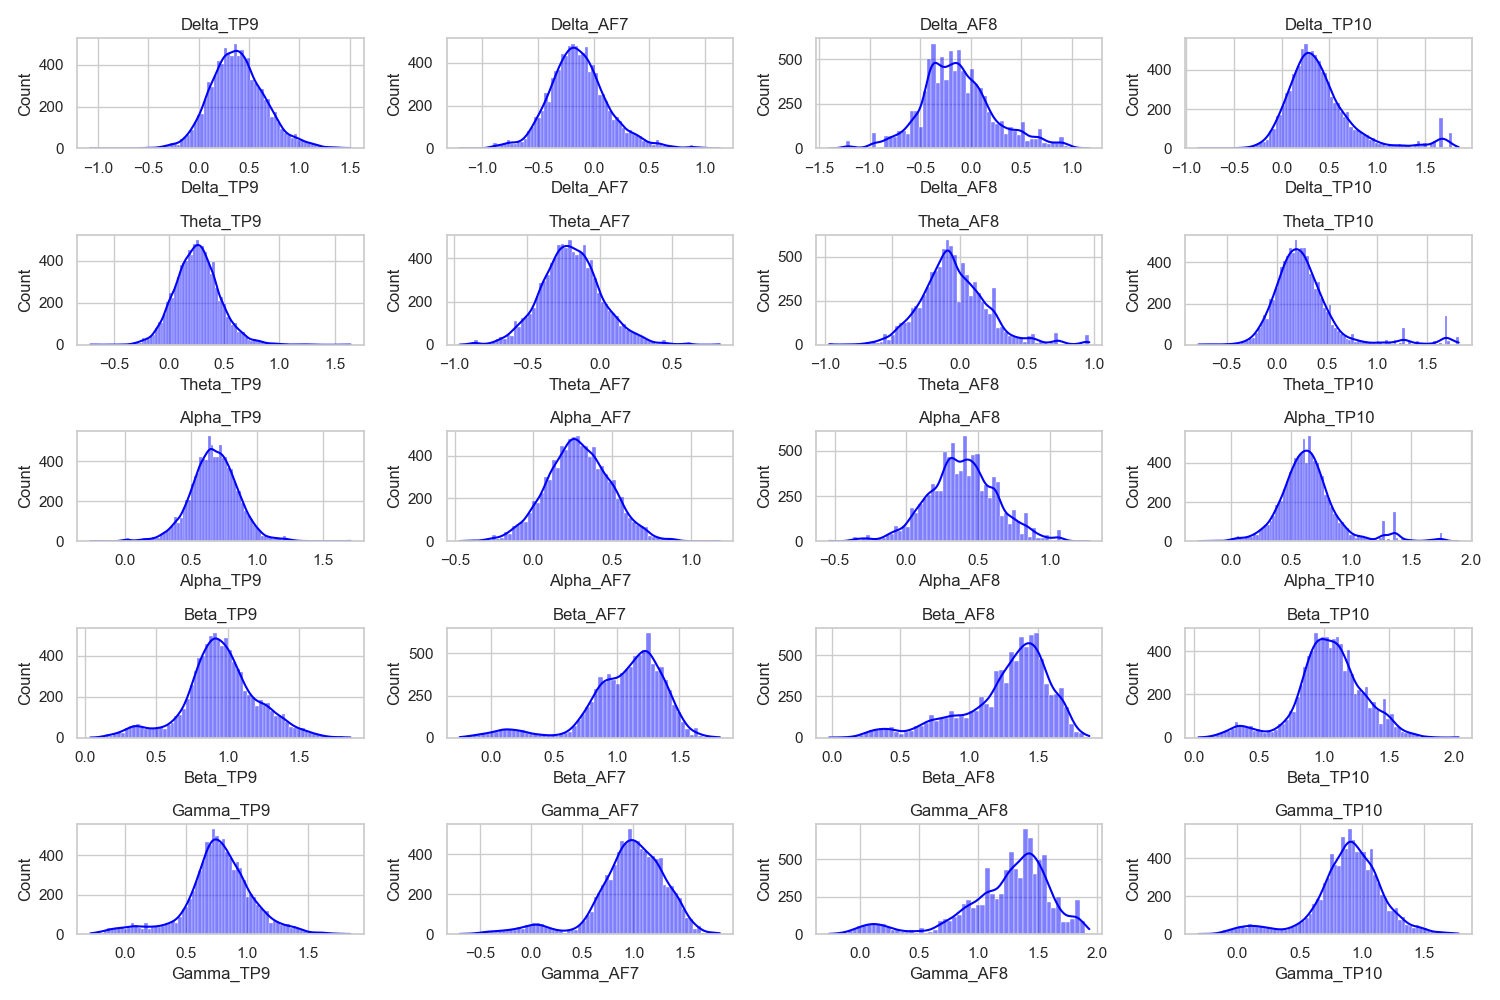 Delta_TP9 Delta_AF7 Delta_AF8 Delta_TP10
Count 400 200 0 Count 400 200 0 Count 500 250 0 Count 400 200 0
−1.0 −0.5 0.0 0.5 1.0 1.5 −1.0 −0.5 0.0 0.5 1.0 −1.5 −1.0 −0.5 0.0 0.5 1.0 −1.0 −0.5 0.0 0.5 1.0 1.5
Delta_TP9 Delta_AF7 Delta_AF8 Delta_TP10
Theta_TP9 Theta_AF7 Theta_AF8 Theta_TP10
Count 400 200 0 Count 400 200 0 Count 500 250 0 Count 400 200 0
−0.5 0.0 0.5 1.0 1.5 −1.0 −0.5 0.0 0.5 −1.0 −0.5 0.0 0.5 1.0 −0.5 0.0 0.5 1.0 1.5
Theta_TP9 Theta_AF7 Theta_AF8 Theta_TP10
Alpha_TP9 Alpha_AF7 Alpha_AF8 Alpha_TP10
Count 400 200 0 Count 400 200 0 Count 500 250 0 Count 400 200 0
0.0 0.5 1.0 1.5 −0.5 0.0 0.5 1.0 −0.5 0.0 0.5 1.0 0.0 0.5 1.0 1.5 2.0
Alpha_TP9 Alpha_AF7 Alpha_AF8 Alpha_TP10
Beta_TP9 Beta_AF7 Beta_AF8 Beta_TP10
Count 400 200 0 Count 500 250 0 Count 500 250 0 Count 400 200 0
0.0 0.5 1.0 1.5 0.0 0.5 1.0 1.5 0.0 0.5 1.0 1.5 0.0 0.5 1.0 1.5 2.0
Beta_TP9 Beta_AF7 Beta_AF8 Beta_TP10
Gamma_TP9 Gamma_AF7 Gamma_AF8 Gamma_TP10
Count 400 200 0 Count 400 200 0 Count 500 250 0 Count 400 200 0
0.0 0.5 1.0 1.5 −0.5 0.0 0.5 1.0 1.5 0.0 0.5 1.0 1.5 2.0 0.0 0.5 1.0 1.5
Gamma_TP9 Gamma_AF7 Gamma_AF8 Gamma_TP10